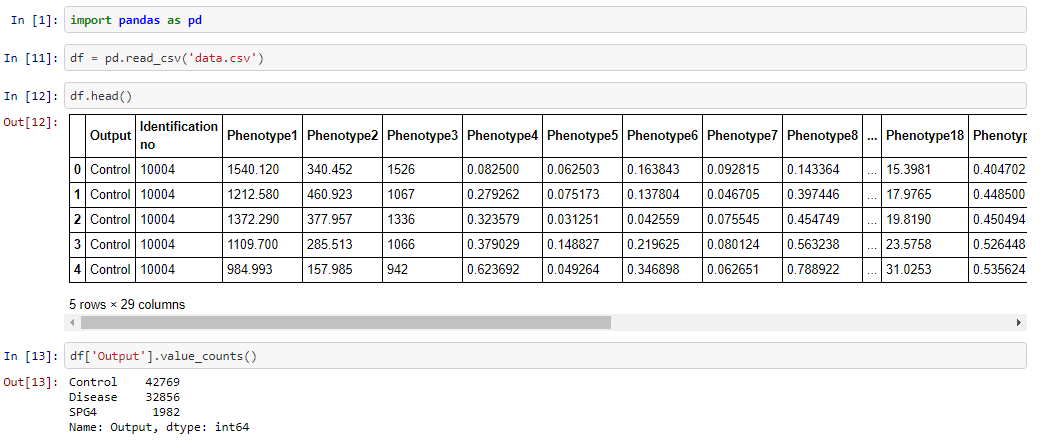 In [1]: import pandas as pd
In [11]: df = pd.read_csv('data.csv')
In [12]: df.head()
Out[12]:
Output Identification no Phenotype1 Phenotype2 Phenotype3 Phenotype4 Phenotype5 Phenotype6 Phenotype7 Phenotype8 ... Phenotype18 Phenotyp
0 Control 10004 1540.120 340.452 1526 0.082500 0.062503 0.163843 0.092815 0.143364 ... 15.3981 0.404702
1 Control 10004 1212.580 460.923 1067 0.279262 0.075173 0.137804 0.046705 0.397446 ... 17.9765 0.448500
2 Control 10004 1372.290 377.957 1336 0.323579 0.031251 0.042559 0.075545 0.454749 ... 19.8190 0.450494
3 Control 10004 1109.700 285.513 1066 0.379029 0.148827 0.219625 0.080124 0.563238 ... 23.5758 0.526448
4 Control 10004 984.993 157.985 942 0.623692 0.049264 0.346898 0.062651 0.788922 ... 31.0253 0.535624
5 rows × 29 columns
In [13]: df['Output'].value_counts()
Out[13]: Control 42769
Disease 32856
SPG4 1982
Name: Output, dtype: int64